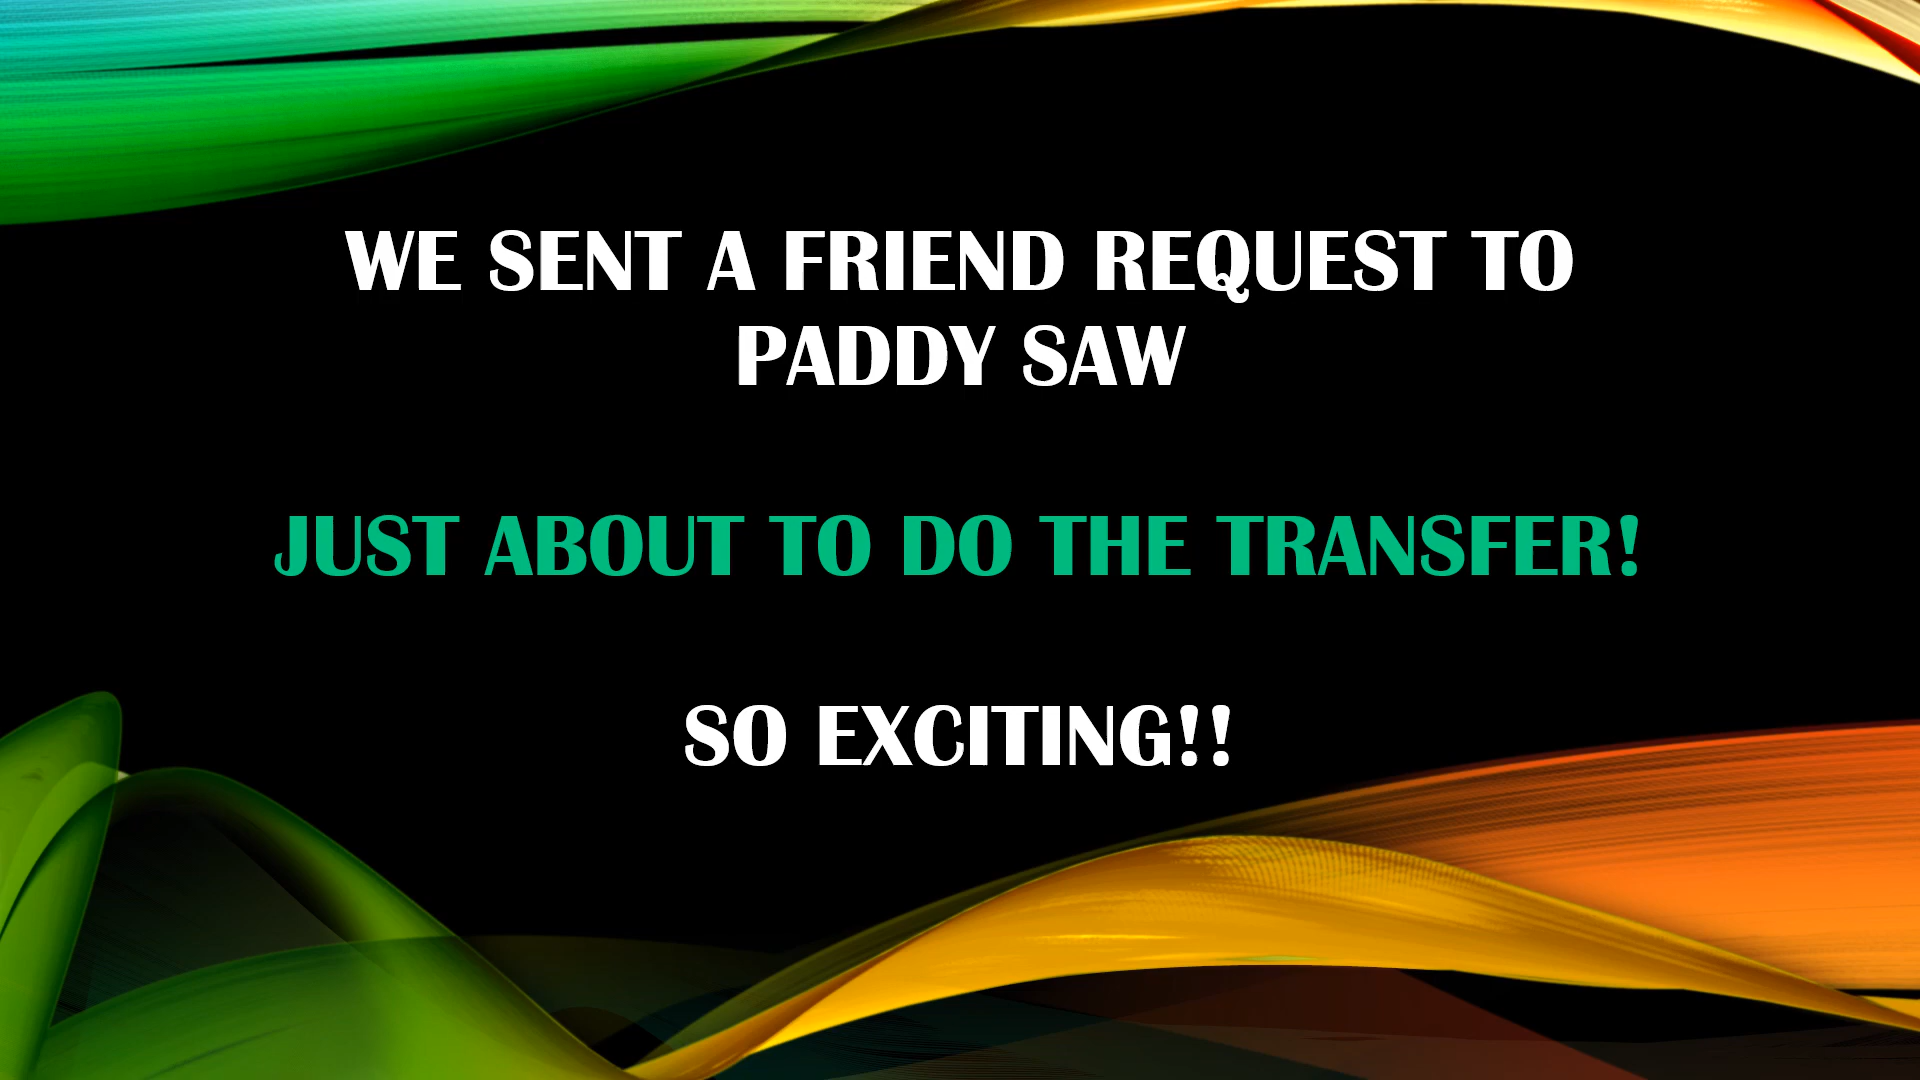 WE SENT A FRIEND REQUEST TO
PADDY SAW
JUST ABOUT TO DO THE TRANSFER!
SO EXCITING!!